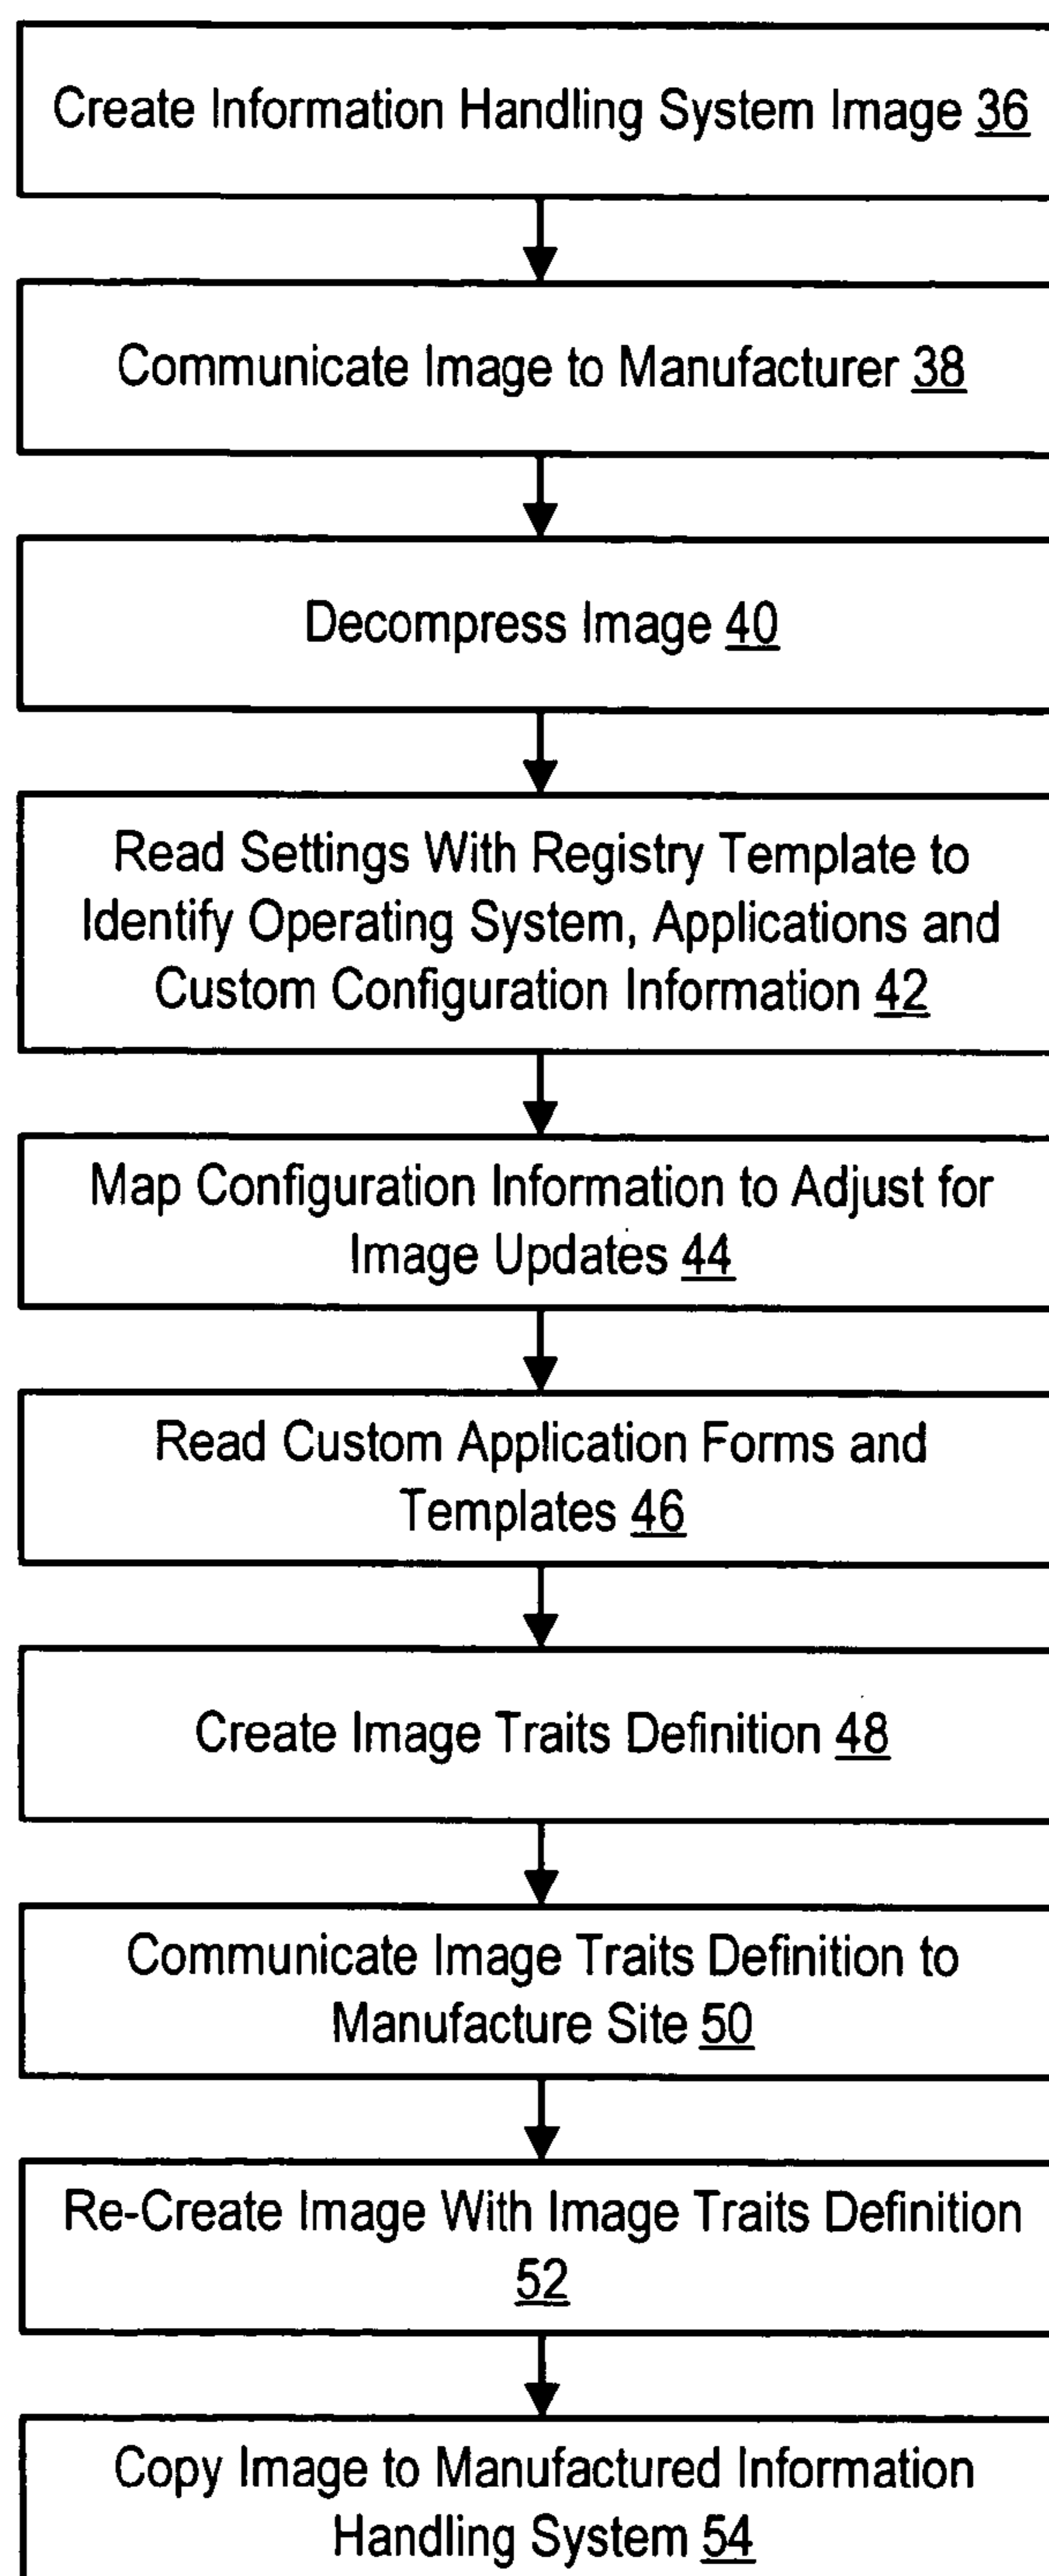 Create Information Handling System Image 36
Communicate Image to Manufacturer 38
Decompress Image 40
Read Settings With Registry Template to
Identify Operating System, Applications and
Custom Configuration Information 42
Map Configuration Information to Adjust for
Image Updates 44
Read Custom Application Forms and
Templates 46
Create Image Traits Definition 48
Communicate Image Traits Definition to
Manufacture Site 50
Re-Create Image With Image Traits Definition
52
Copy Image to Manufactured Information
Handling System 54